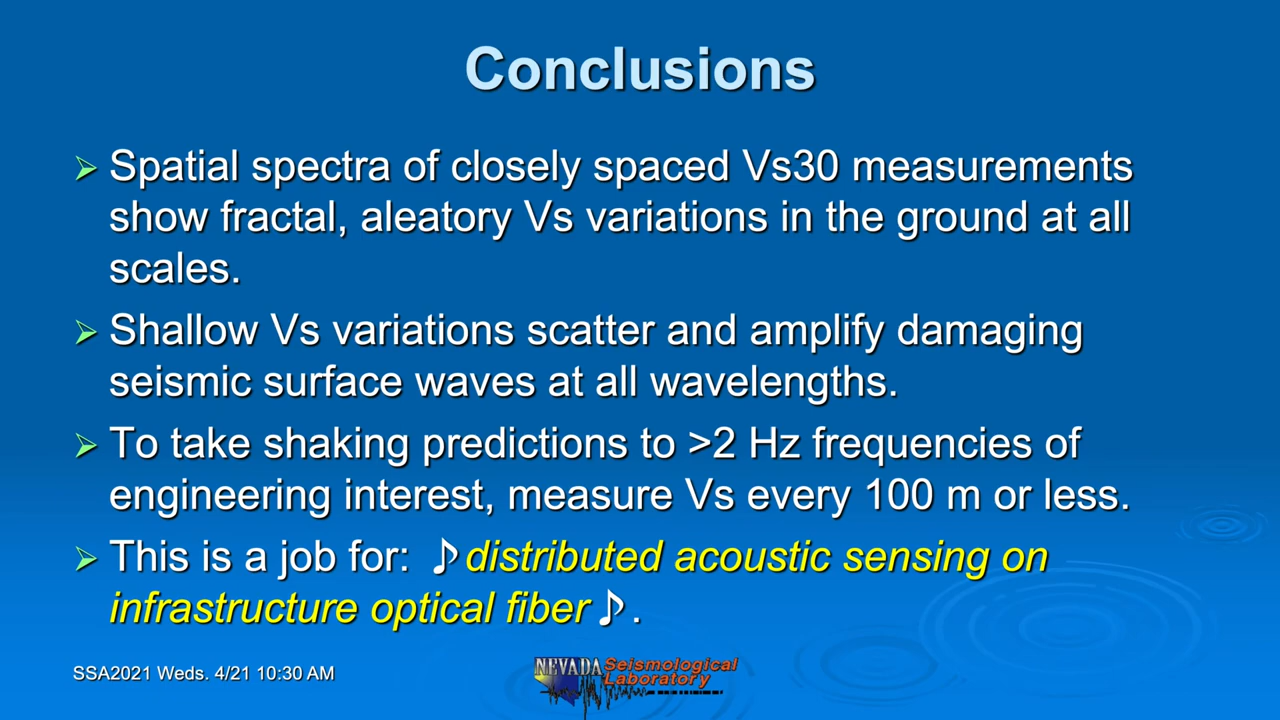 Conclusions
➢ Spatial spectra of closely spaced Vs30 measurements
show fractal, aleatory Vs variations in the ground at all
scales.
➢ Shallow Vs variations scatter and amplify damaging
seismic surface waves at all wavelengths.
➢ To take shaking predictions to >2 Hz frequencies of
engineering interest, measure Vs every 100 m or less.
➢ This is a job for: ♪distributed acoustic sensing on
infrastructure optical fiber♪.
SSA2021 Weds. 4/21 10:30 AM
NEVADA Seismological
Laboratory